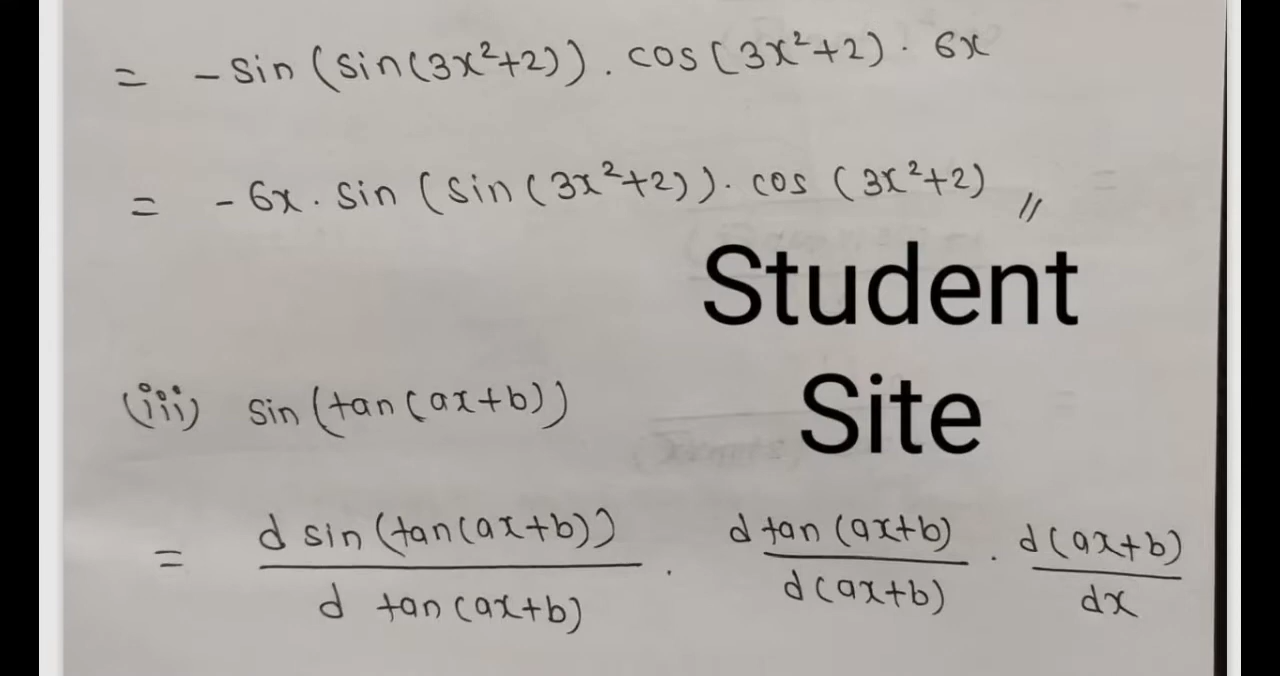 = - sin (sin(3x²+2)) . cos (3x²+2) . 6x
= - 6x . sin (sin (3x²+2)) . cos (3x²+2) //
Student
Site
(iii) sin (tan (ax+b))
= d sin (tan(ax+b)) / d tan (ax+b) . d tan (ax+b) / d(ax+b) . d(ax+b) / dx